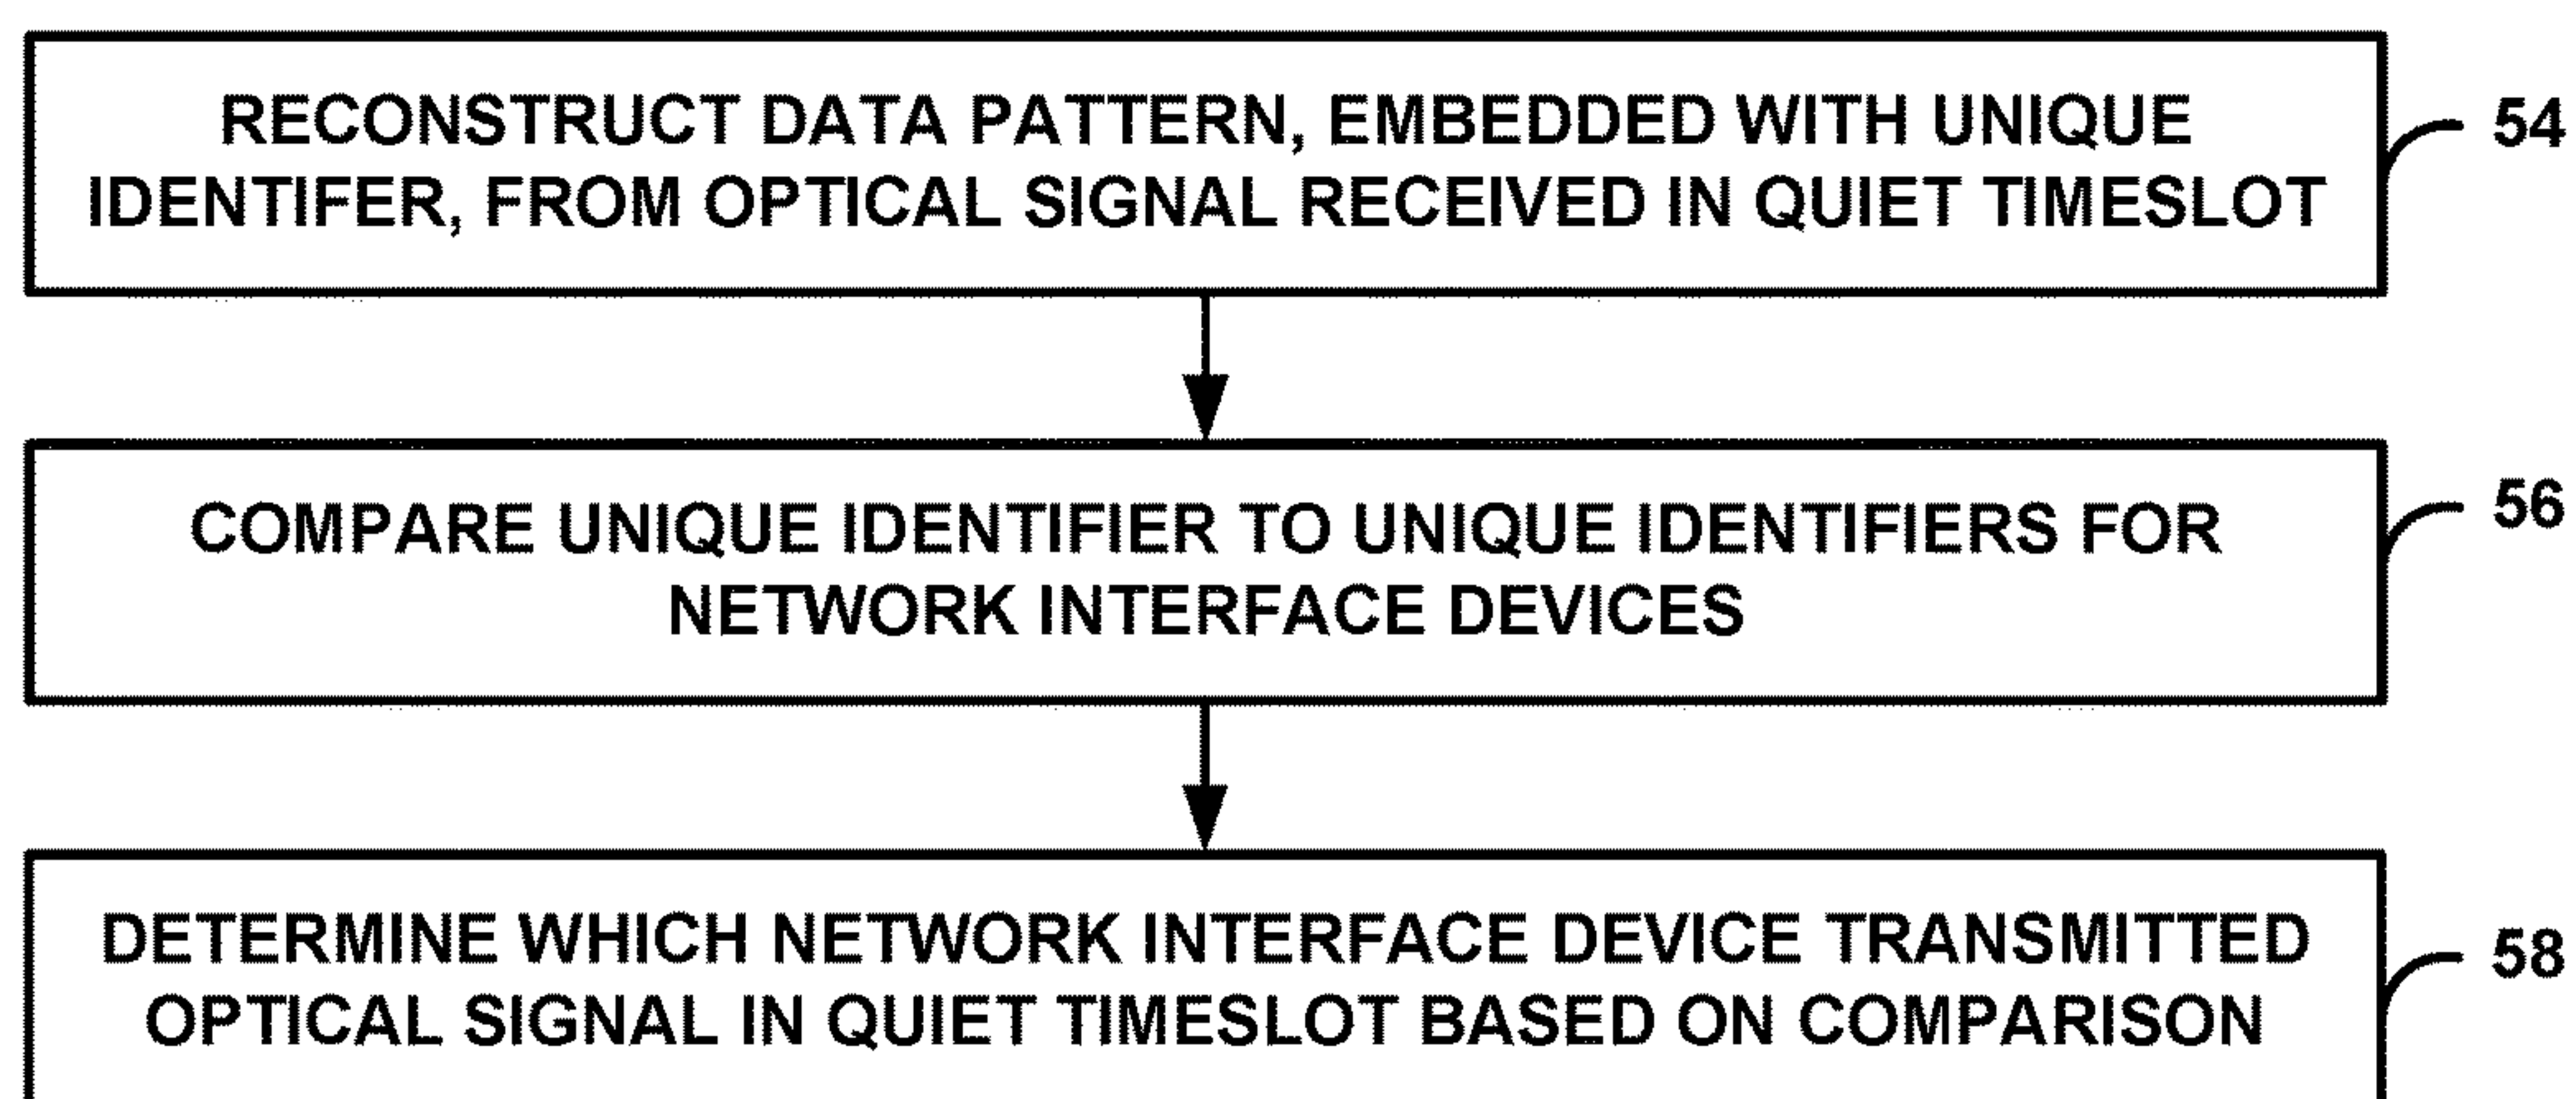 RECONSTRUCT DATA PATTERN, EMBEDDED WITH UNIQUE
IDENTIFER, FROM OPTICAL SIGNAL RECEIVED IN QUIET TIMESLOT
54
COMPARE UNIQUE IDENTIFIER TO UNIQUE IDENTIFIERS FOR
NETWORK INTERFACE DEVICES
56
DETERMINE WHICH NETWORK INTERFACE DEVICE TRANSMITTED
OPTICAL SIGNAL IN QUIET TIMESLOT BASED ON COMPARISON
58